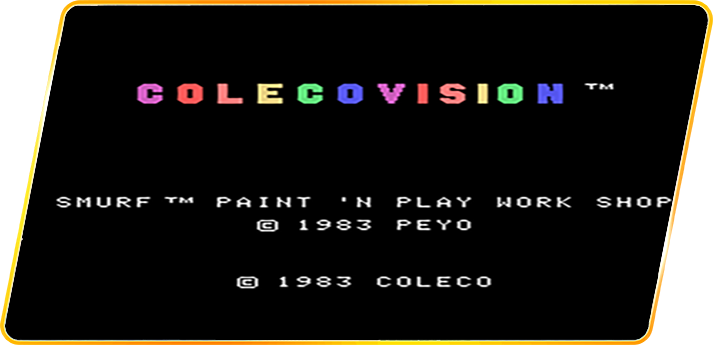 COLECOVISION™
SMURF™ PAINT 'N PLAY WORK SHOP
© 1983 PEYO
© 1983 COLECO